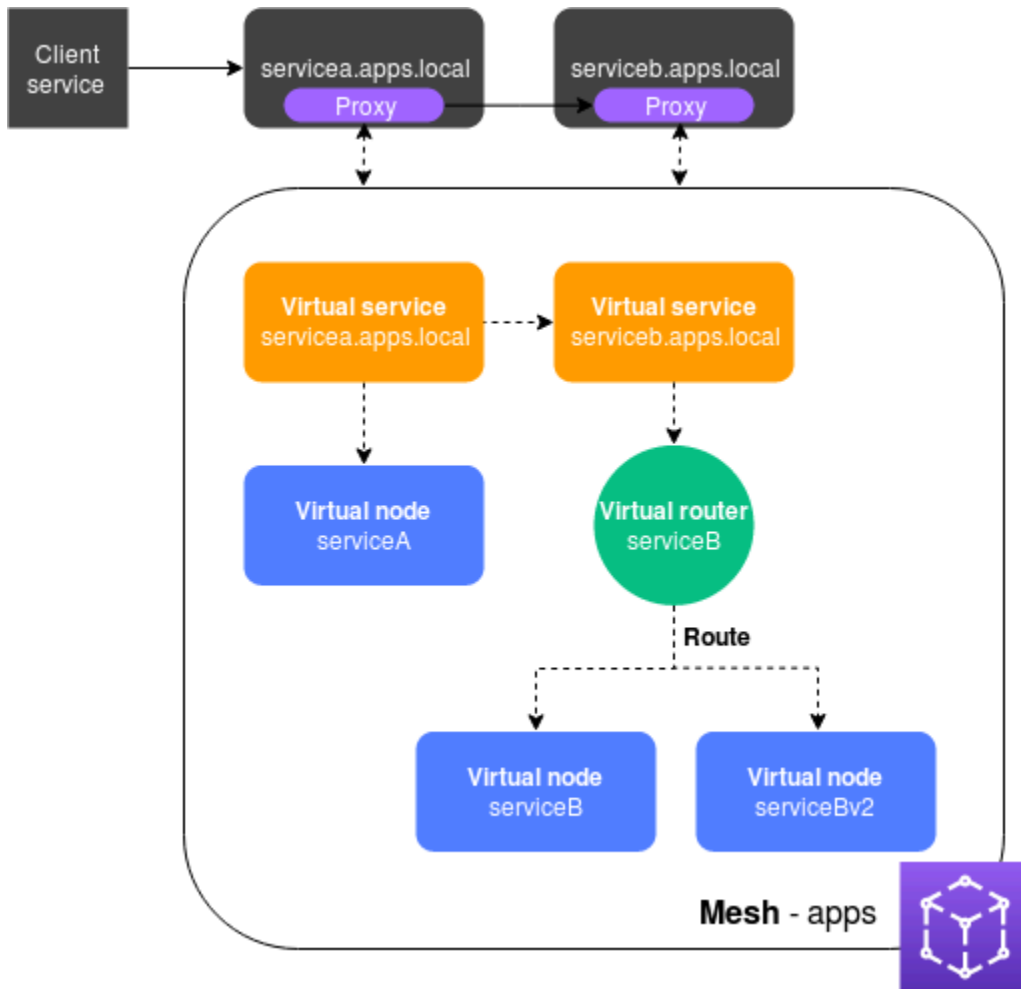 Client
service
servicea.apps.local
Proxy
serviceb.apps.local
Proxy
Virtual service
servicea.apps.local
Virtual service
serviceb.apps.local
Virtual node
serviceA
Virtual router
serviceB
Route
Virtual node
serviceB
Virtual node
serviceBv2
Mesh - apps